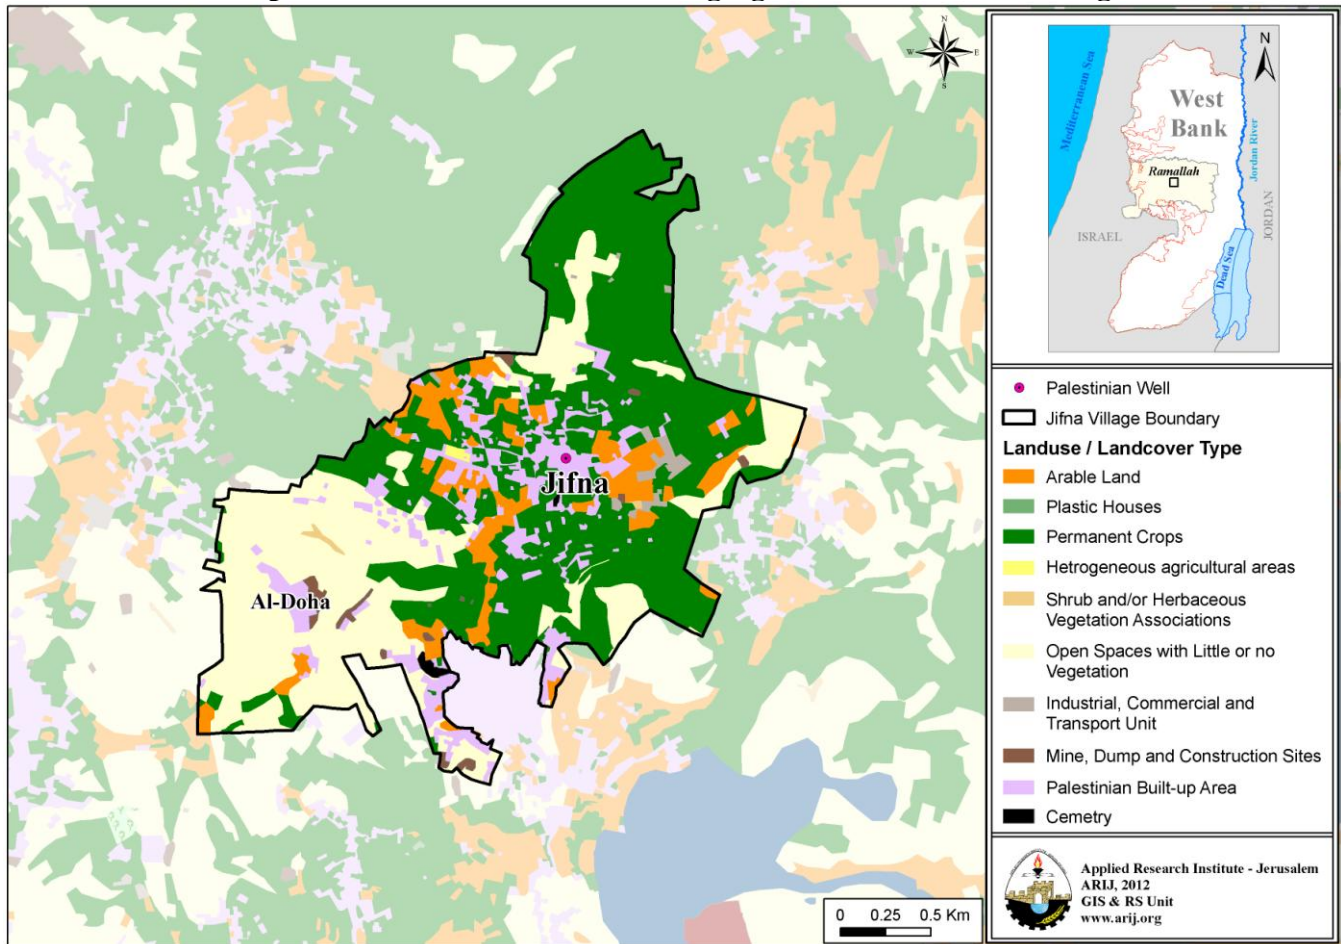 N
W
E
S
Jifna
Al-Doha
0 0.25 0.5 Km
N
Mediterranean Sea
West
Bank
Jordan River
Ramallah
ISRAEL
JORDAN
Dead Sea
Palestinian Well
Jifna Village Boundary
Landuse / Landcover Type
Arable Land
Plastic Houses
Permanent Crops
Hetrogeneous agricultural areas
Shrub and/or Herbaceous
Vegetation Associations
Open Spaces with Little or no
Vegetation
Industrial, Commercial and
Transport Unit
Mine, Dump and Construction Sites
Palestinian Built-up Area
Cemetry
Applied Research Institute - Jerusalem
ARIJ, 2012
GIS & RS Unit
www.arij.org